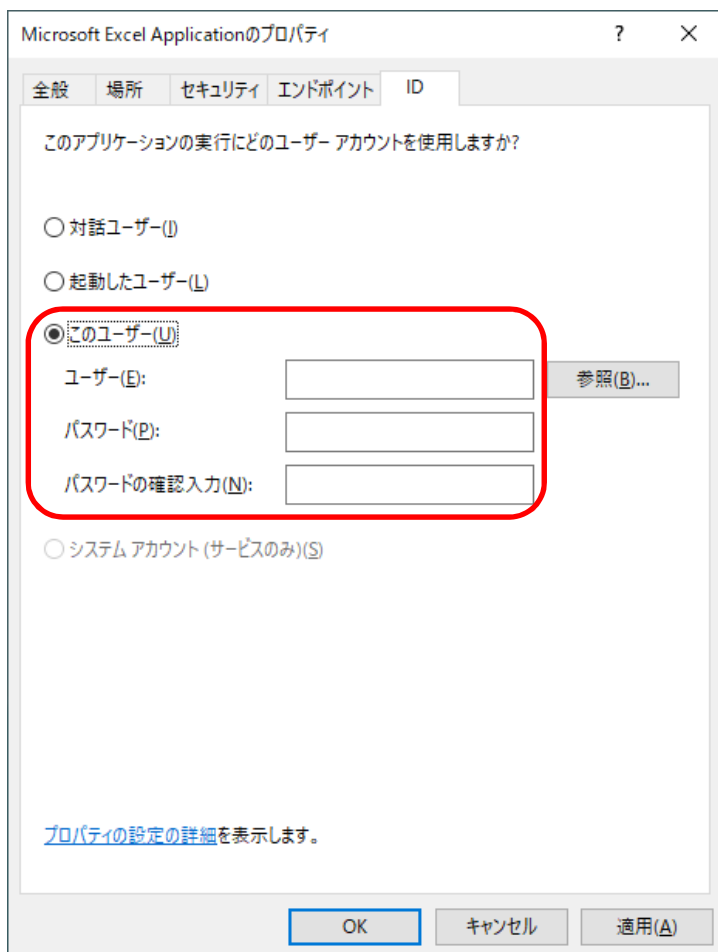 Microsoft Excel Applicationのプロパティ ? ×
全般 場所 セキュリティ エンドポイント ID
このアプリケーションの実行にどのユーザー アカウントを使用しますか?
対話ユーザー(I)
起動したユーザー(L)
このユーザー(U)
ユーザー(E): 参照(B)...
パスワード(P):
パスワードの確認入力(N):
システム アカウント (サービスのみ)(S)
プロパティの設定の詳細を表示します。
OK キャンセル 適用(A)